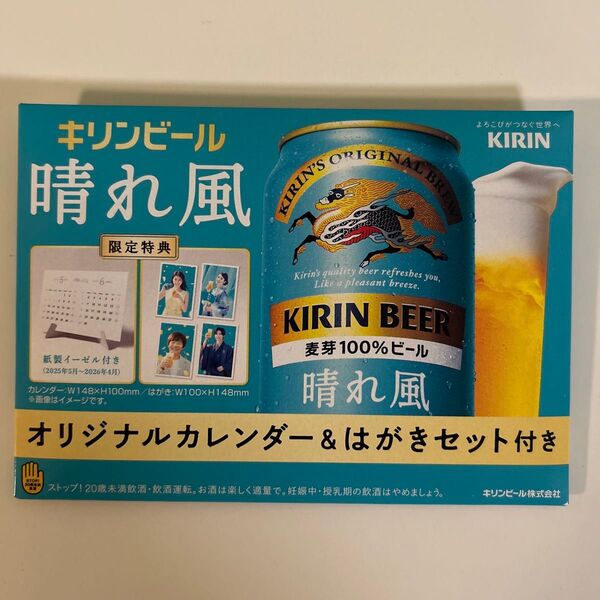 キリンビール
晴れ風
限定特典
5
6
紙製イーゼル付き
(2025年5月〜2026年4月)
カレンダー:W148×H100mm/はがき:W100×H148mm
※画像はイメージです。
よろこびがつなぐ世界へ
KIRIN
KIRIN'S ORIGINAL BREW
Kirin's quality beer refreshes you,
Like a pleasant breeze.
KIRIN BEER
麦芽100%ビール
晴れ風
オリジナルカレンダー&はがきセット付き
STOP!
ストップ!20歳未満飲酒・飲酒運転。お酒は楽しく適量で。妊娠中・授乳期の飲酒はやめましょう。
キリンビール株式会社